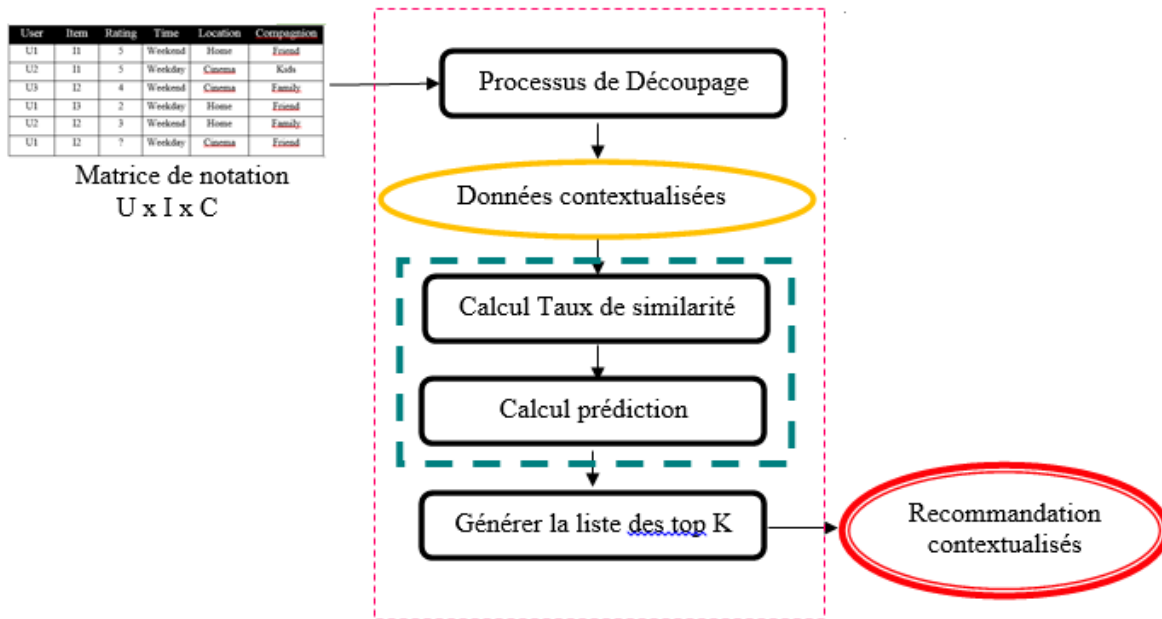 User Item Rating Time Location Compagnion
U1 I1 5 Weekend Home Friend
U2 I1 5 Weekday Cinema Kids
U3 I2 4 Weekend Cinema Family
U1 I3 2 Weekday Home Friend
U2 I2 3 Weekend Home Family
U1 I2 ? Weekday Cinema Friend
Matrice de notation
U x I x C
Processus de Découpage
Données contextualisées
Calcul Taux de similarité
Calcul prédiction
Générer la liste des top K
Recommandation
contextualisés